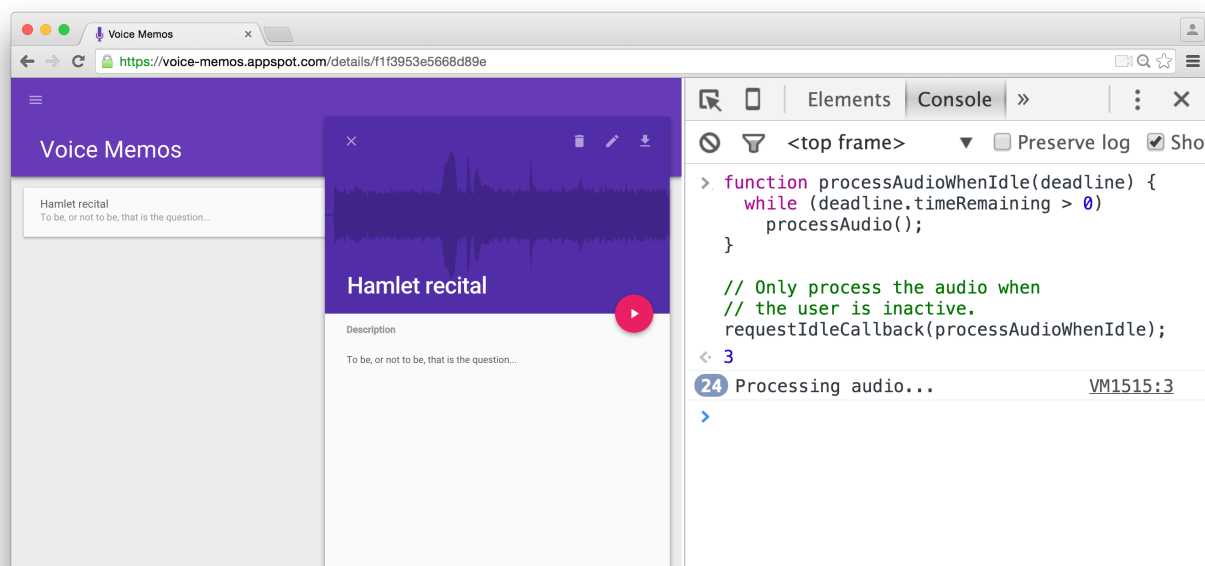 Voice Memos
https://voice-memos.appspot.com/details/f1f3953e5668d89e
Voice Memos
Hamlet recital
To be, or not to be, that is the question...
Hamlet recital
Description
To be, or not to be, that is the question...
Elements Console »
<top frame> ▼ Preserve log Sho
> function processAudioWhenIdle(deadline) {
while (deadline.timeRemaining > 0)
processAudio();
}
// Only process the audio when
// the user is inactive.
requestIdleCallback(processAudioWhenIdle);
3
24 Processing audio... VM1515:3
>